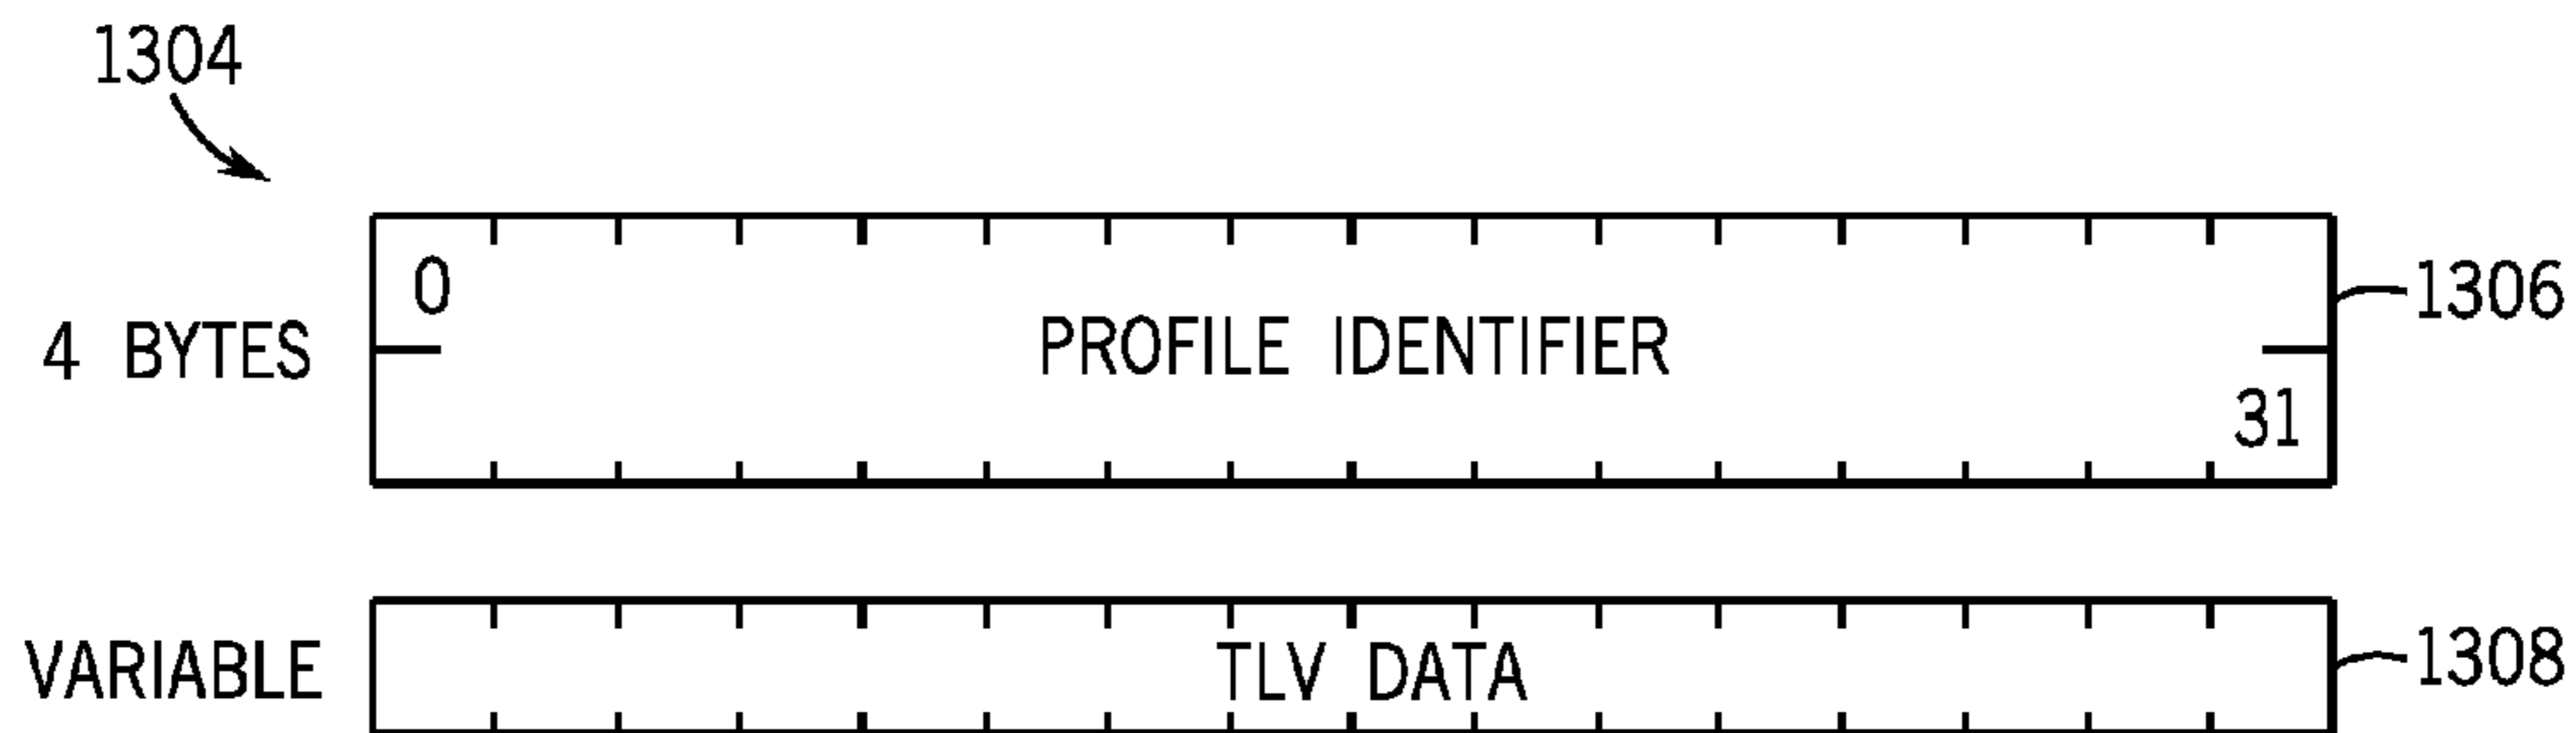 1304
0
4 BYTES PROFILE IDENTIFIER 1306
31
VARIABLE TLV DATA 1308